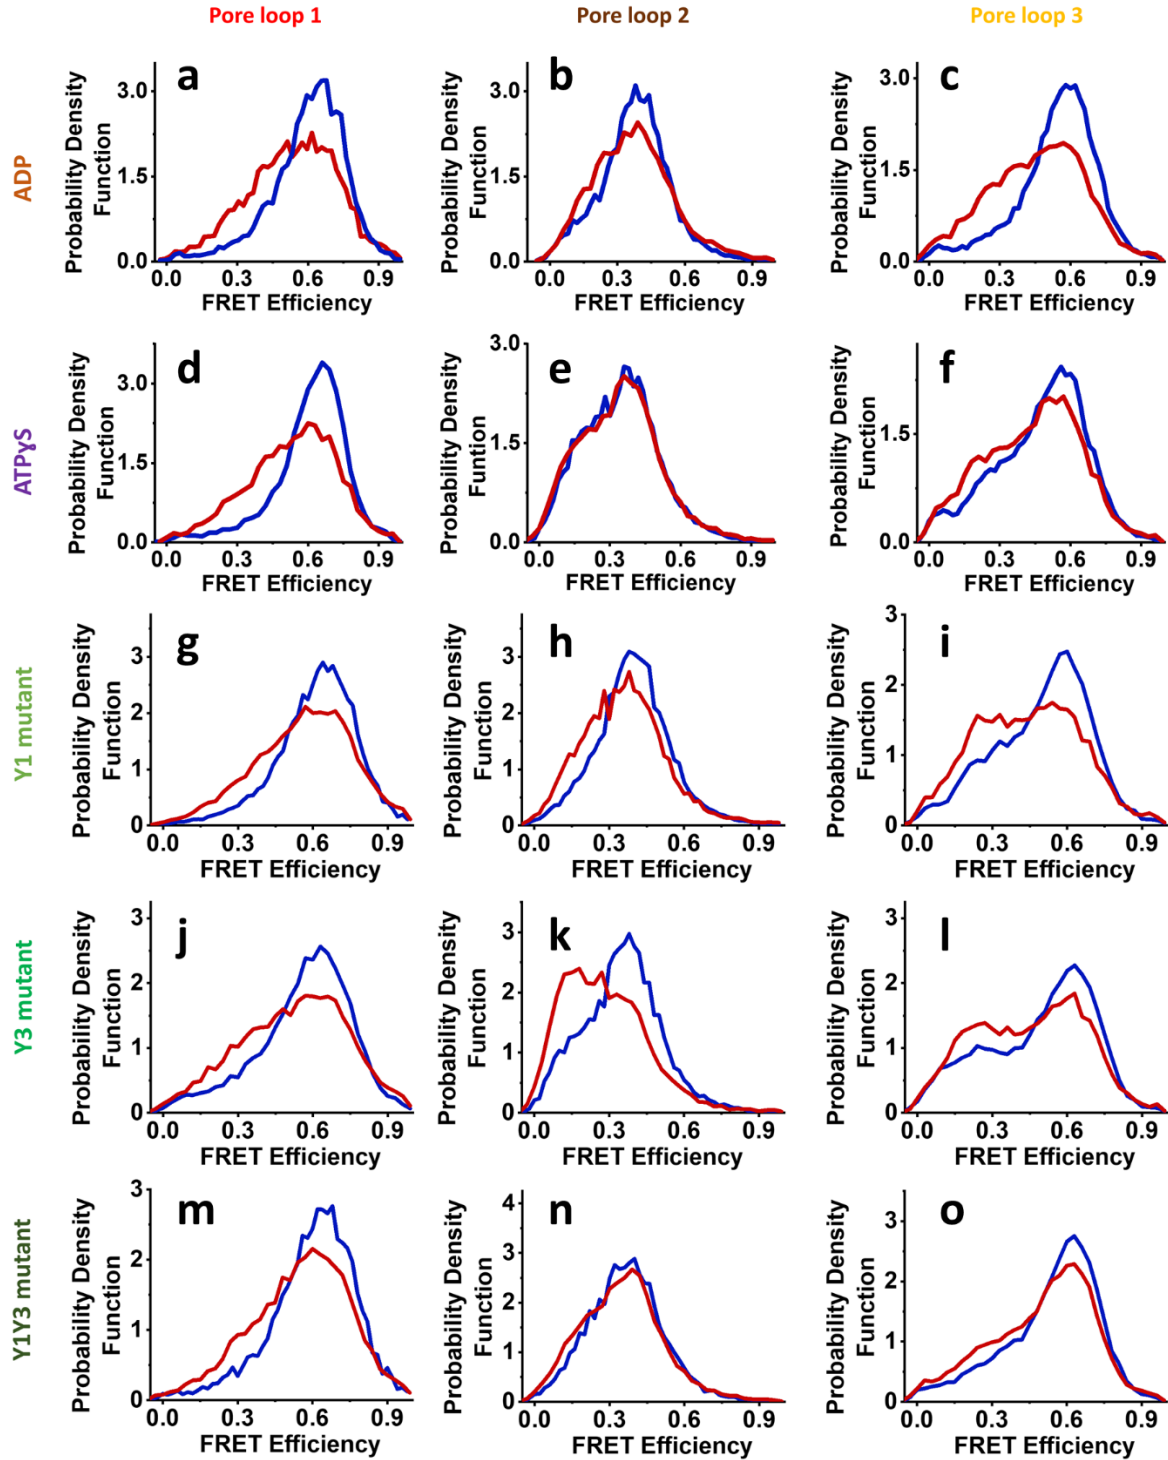 Pore loop 1 Pore loop 2 Pore loop 3
ADP
a
Probability Density
Function
3.0
1.5
0.0
0.0 0.3 0.6 0.9
FRET Efficiency
b
Probability Density
Function
3.0
1.5
0.0
0.0 0.3 0.6 0.9
FRET Efficiency
c
Probability Density
Function
3.0
1.5
0.0
0.0 0.3 0.6 0.9
FRET Efficiency
ATPɣS
d
Probability Density
Function
3.0
1.5
0.0
0.0 0.3 0.6 0.9
FRET Efficiency
e
Probability Density
Funtion
3.0
1.5
0.0
0.0 0.3 0.6 0.9
FRET Efficiency
f
Probability Density
Function
1.5
0.0
0.0 0.3 0.6 0.9
FRET Efficiency
Y1 mutant
g
Probability Density
Function
3
2
1
0
0.0 0.3 0.6 0.9
FRET Efficiency
h
Probability Density
Function
3
2
1
0
0.0 0.3 0.6 0.9
FRET Efficiency
i
Probability Density
Function
3
2
1
0
0.0 0.3 0.6 0.9
FRET Efficiency
Y3 mutant
j
Probability Density
Function
3
2
1
0
0.0 0.3 0.6 0.9
FRET Efficiency
k
Probability Density
Function
3
2
1
0
0.0 0.3 0.6 0.9
FRET Efficiency
l
Probability Density
Function
3
2
1
0
0.0 0.3 0.6 0.9
FRET Efficiency
Y1Y3 mutant
m
Probability Density
Function
3
2
1
0
0.0 0.3 0.6 0.9
FRET Efficiency
n
Probability Density
Function
4
3
2
1
0
0.0 0.3 0.6 0.9
FRET Efficiency
o
Probability Density
Function
3
2
1
0
0.0 0.3 0.6 0.9
FRET Efficiency